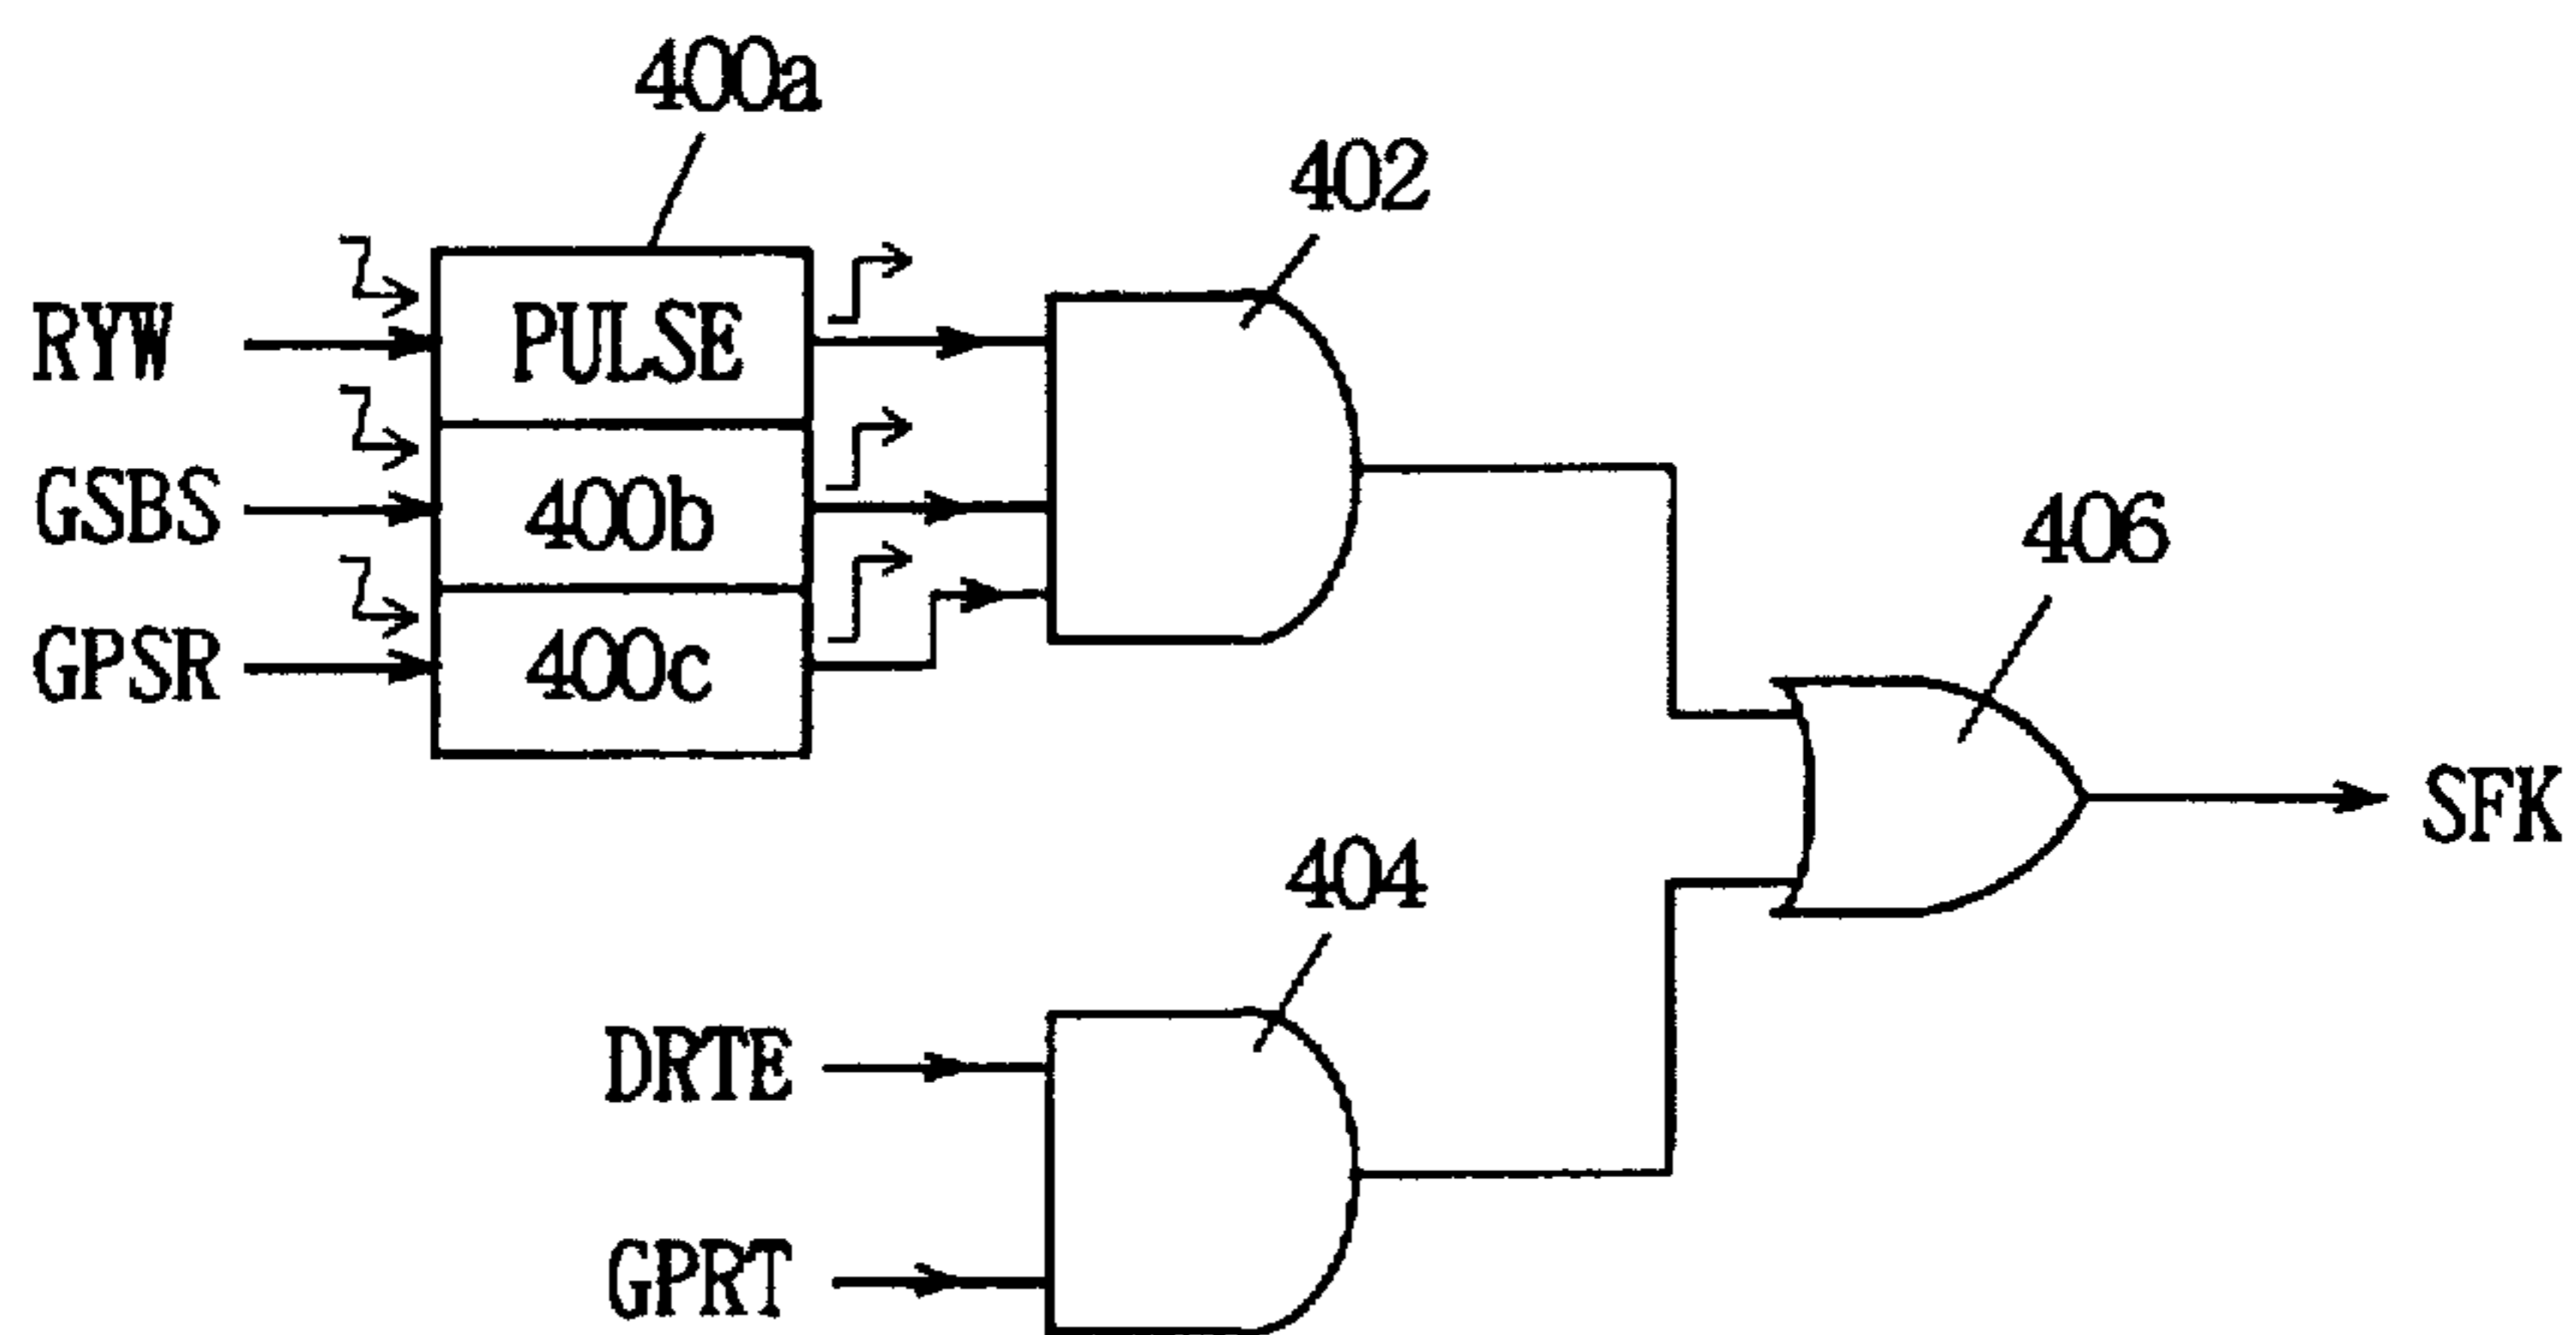 400a
402
RYW
PULSE
GSBS
400b
406
GPSR
400c
SFK
404
DRTE
GPRT